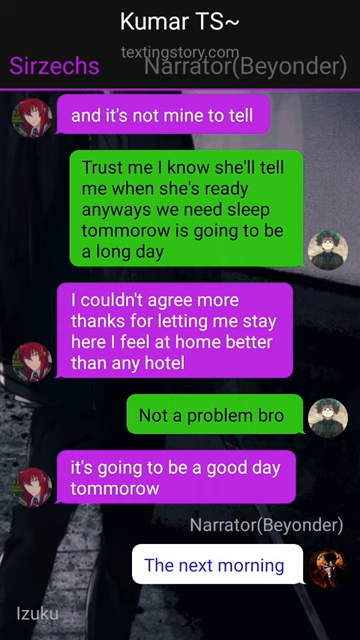 Kumar TS~
textingstory.com
Sirzechs
Narrator(Beyonder)
and it's not mine to tell
Trust me I know she'll tell
me when she's ready
anyways we need sleep
tommorow is going to be
a long day
I couldn't agree more
thanks for letting me stay
here I feel at home better
than any hotel
Not a problem bro
it's going to be a good day
tommorow
Narrator(Beyonder)
The next morning
Izuku